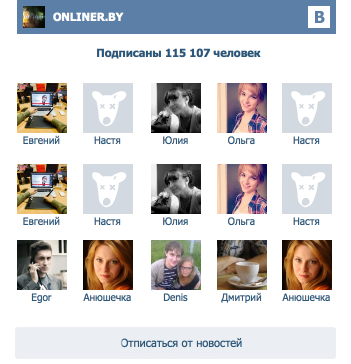 ONLINER.BY
B
Подписаны 115 107 человек
Евгений Настя Юлия Ольга Настя
Евгений Настя Юлия Ольга Настя
Egor Анюшечка Denis Дмитрий Анюшечка
Отписаться от новостей